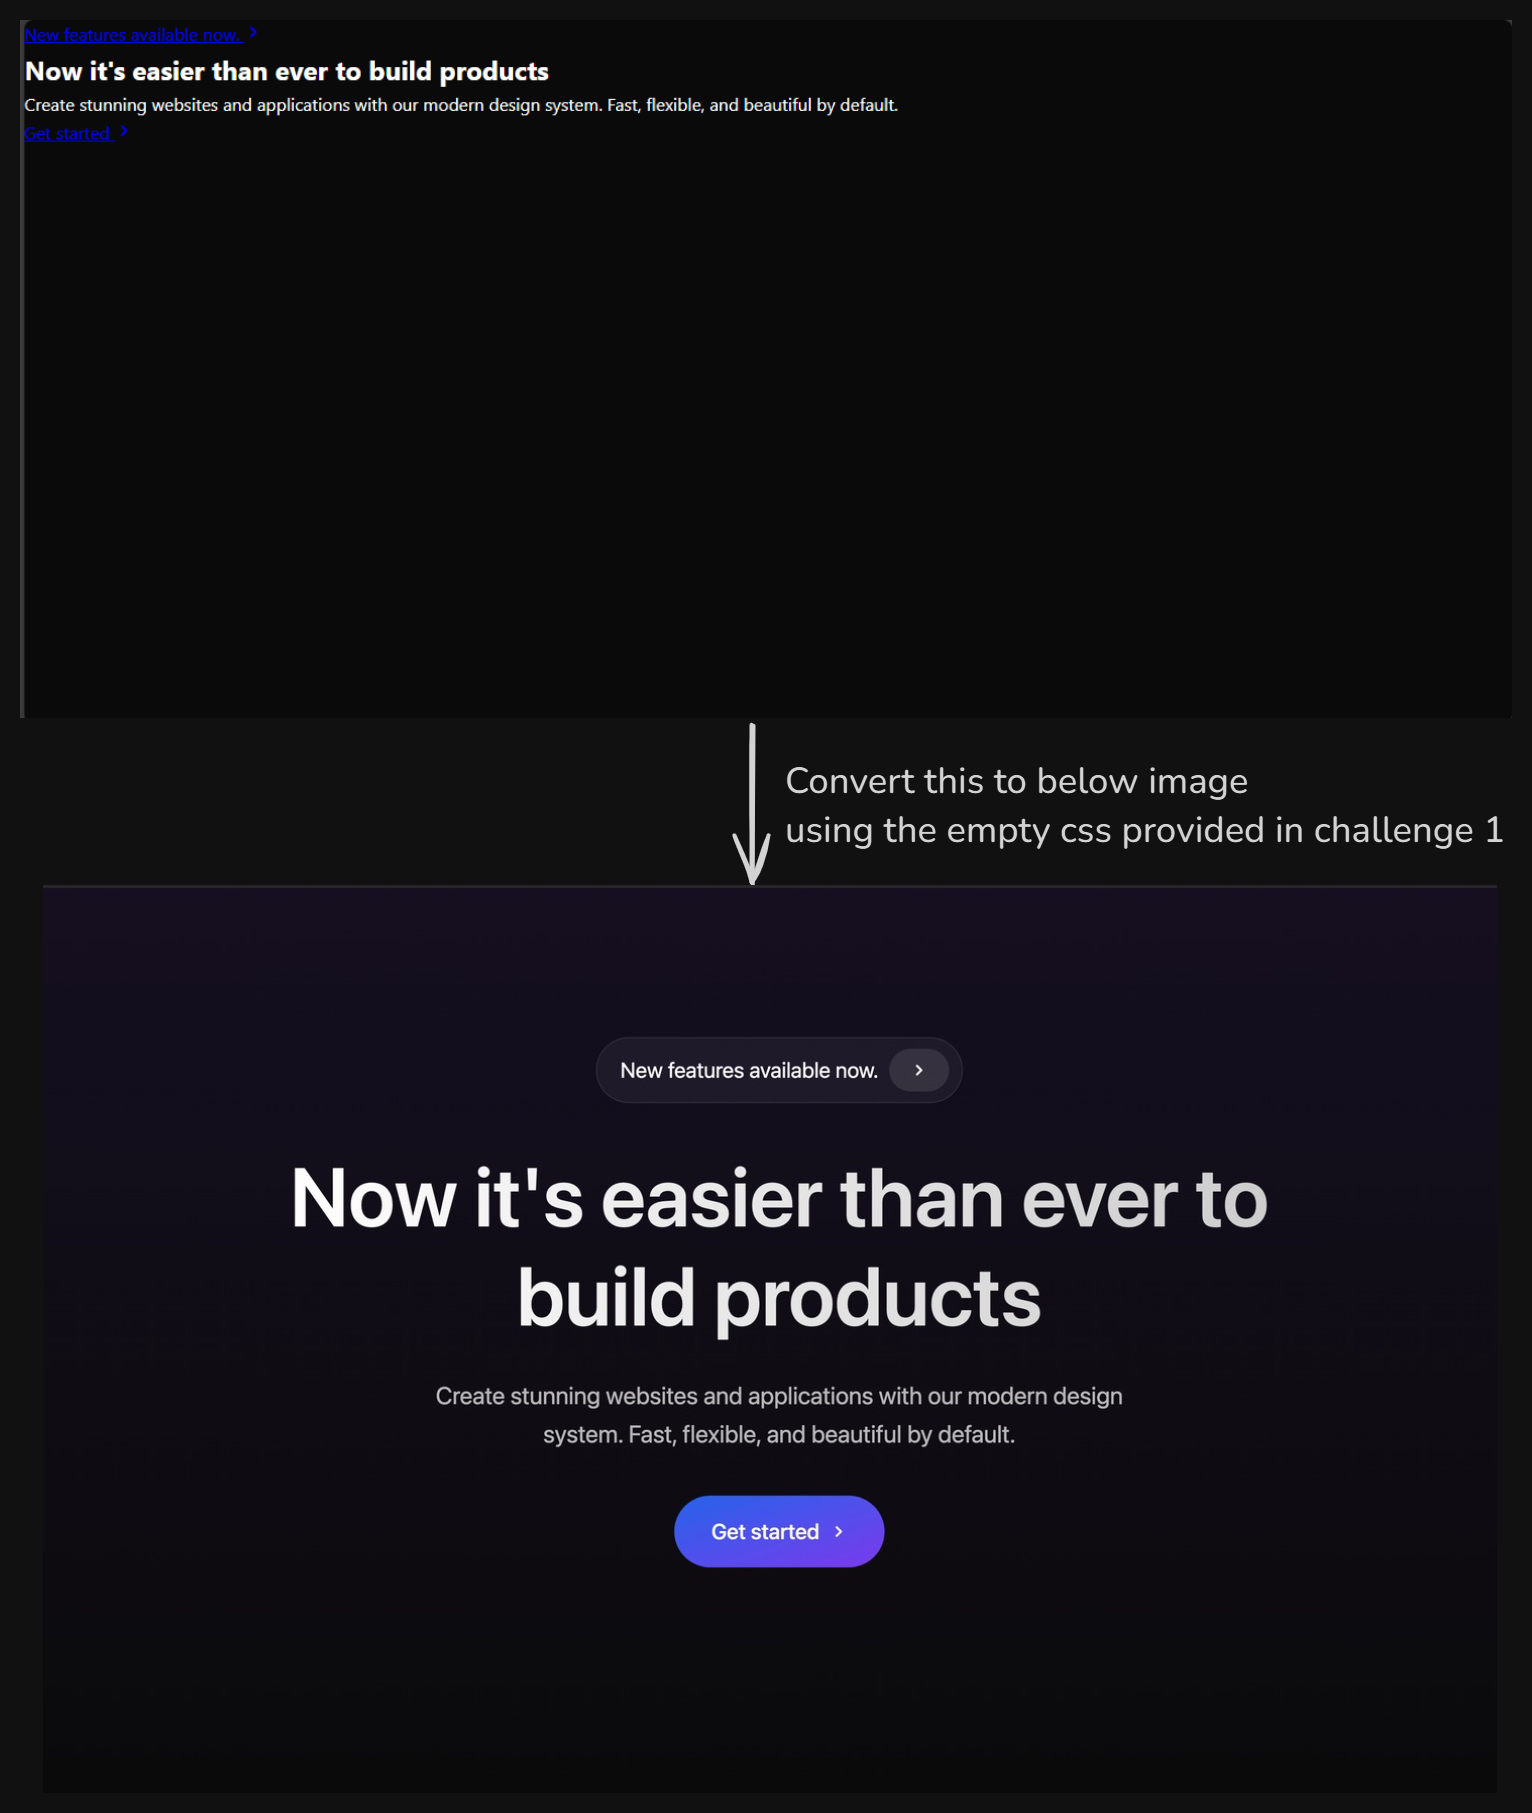 New features available now.
Now it's easier than ever to build products
Create stunning websites and applications with our modern design system. Fast, flexible, and beautiful by default.
Get started
Convert this to below image
using the empty css provided in challenge 1
New features available now.
Now it's easier than ever to
build products
Create stunning websites and applications with our modern design
system. Fast, flexible, and beautiful by default.
Get started